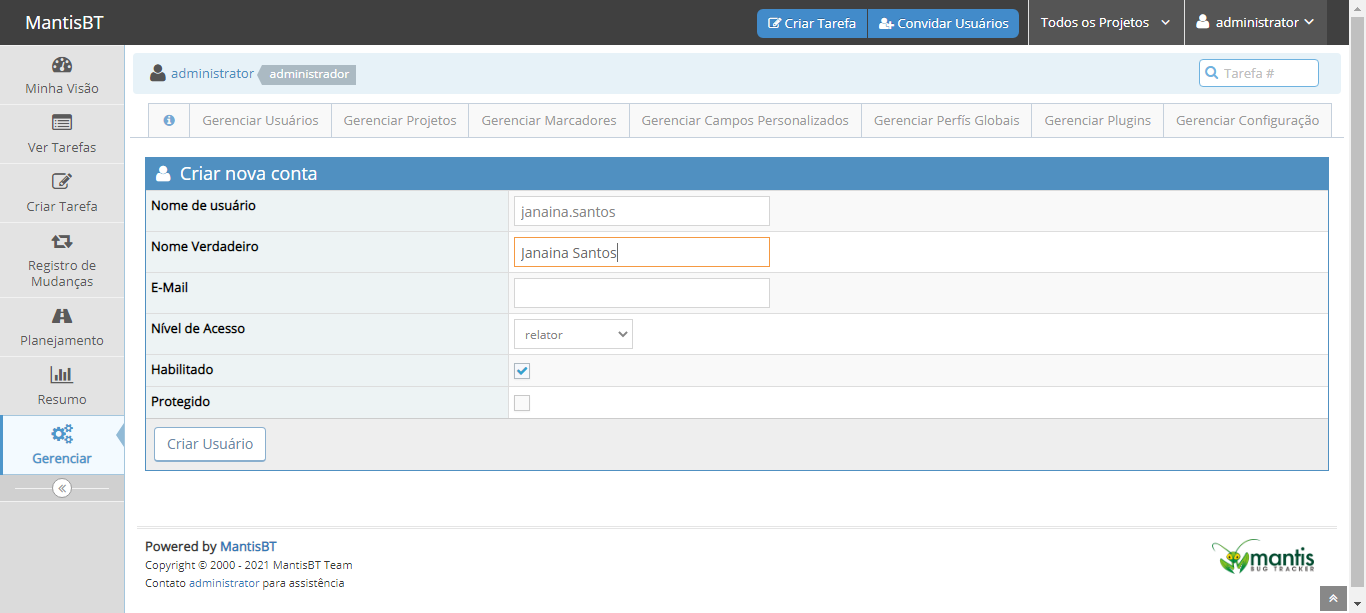 MantisBT
Criar Tarefa
Convidar Usuários
Todos os Projetos
administrator
Minha Visão
Ver Tarefas
Criar Tarefa
Registro de
Mudanças
Planejamento
Resumo
Gerenciar
administrator administrador
Tarefa #
Gerenciar Usuários
Gerenciar Projetos
Gerenciar Marcadores
Gerenciar Campos Personalizados
Gerenciar Perfís Globais
Gerenciar Plugins
Gerenciar Configuração
Criar nova conta
Nome de usuário janaina.santos
Nome Verdadeiro Janaina Santos
E-Mail
Nível de Acesso relator
Habilitado
Protegido
Criar Usuário
Powered by MantisBT
Copyright © 2000 - 2021 MantisBT Team
Contato administrator para assistência
mantis
BUG TRACKER